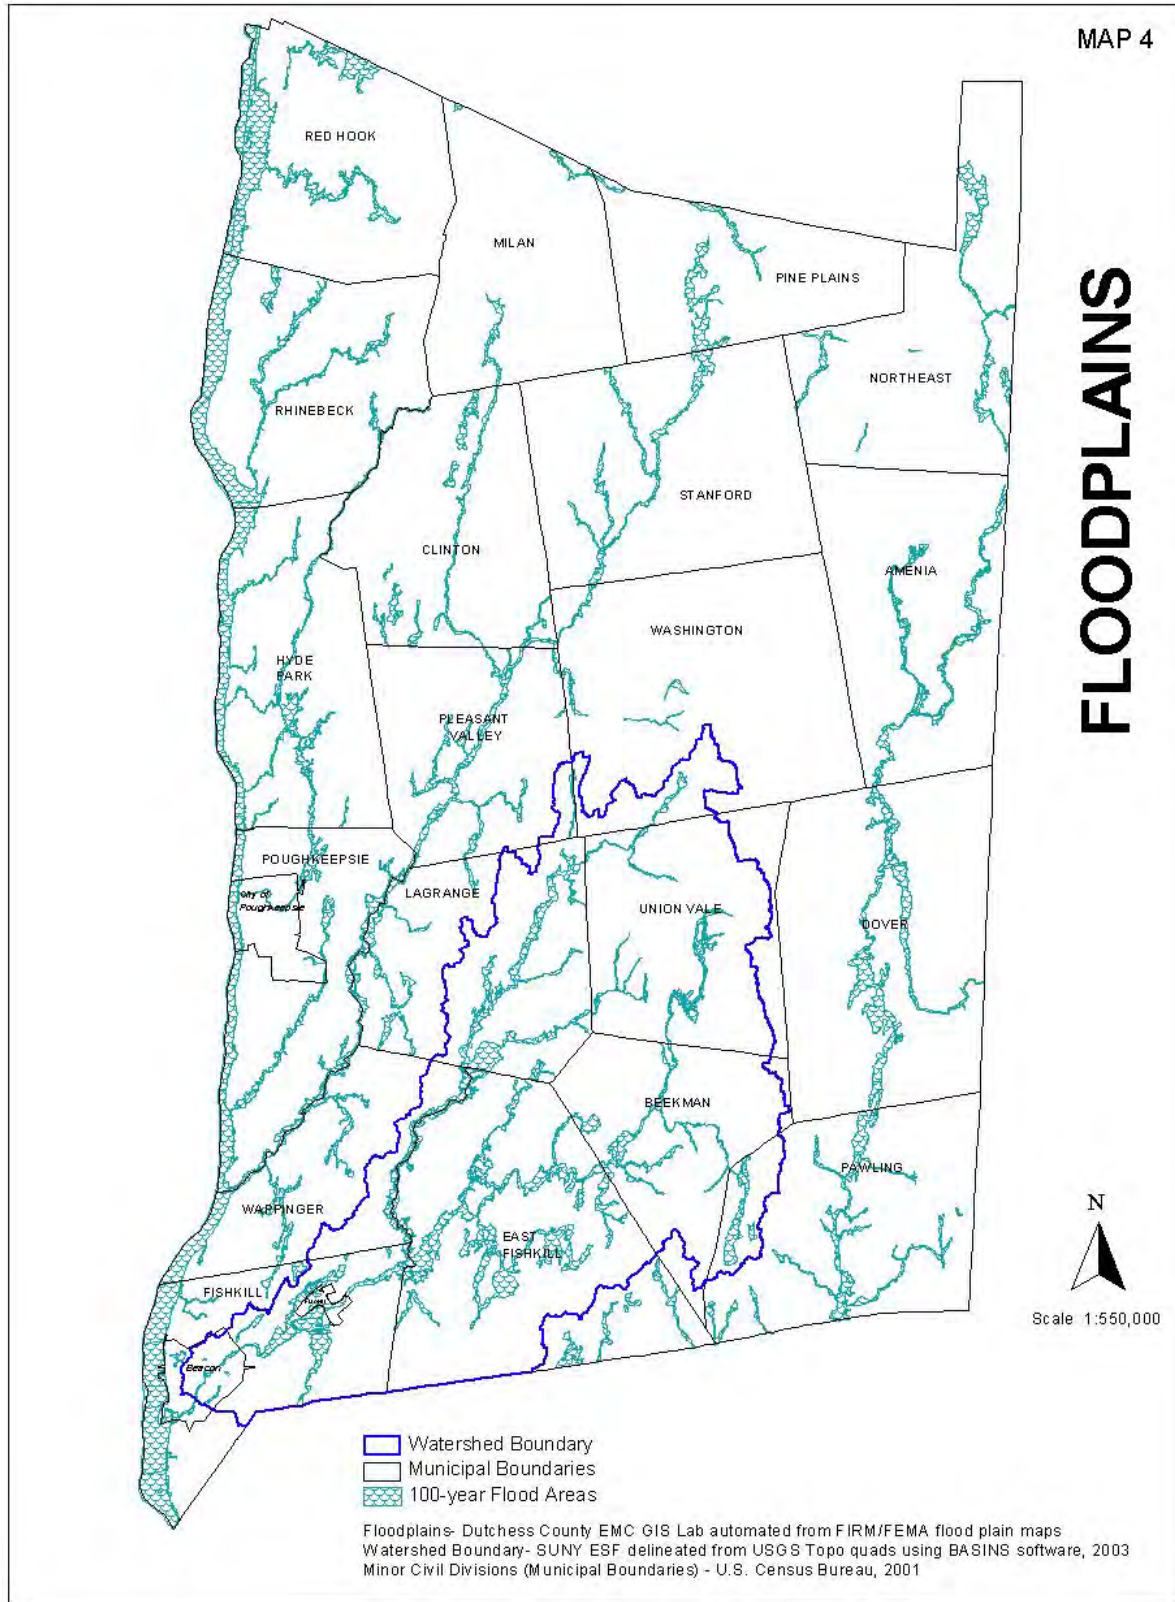 MAP 4
FLOODPLAINS
RED HOOK
MILAN
PINE PLAINS
NORTHEAST
RHINEBECK
STANFORD
CLINTON
AMENIA
WASHINGTON
HYDE
PARK
PLEASANT
VALLEY
POUGHKEEPSIE
City of
Poughkeepsie
LAGRANGE
UNION VALE
DOVER
BEEKMAN
PAWLING
WAPPINGER
EAST
FISHKILL
FISHKILL
Beacon
N
Scale 1:550,000
Watershed Boundary
Municipal Boundaries
100-year Flood Areas
Floodplains- Dutchess County EMC GIS Lab automated from FIRM/FEMA flood plain maps
Watershed Boundary- SUNY ESF delineated from USGS Topo quads using BASINS software, 2003
Minor Civil Divisions (Municipal Boundaries) - U.S. Census Bureau, 2001